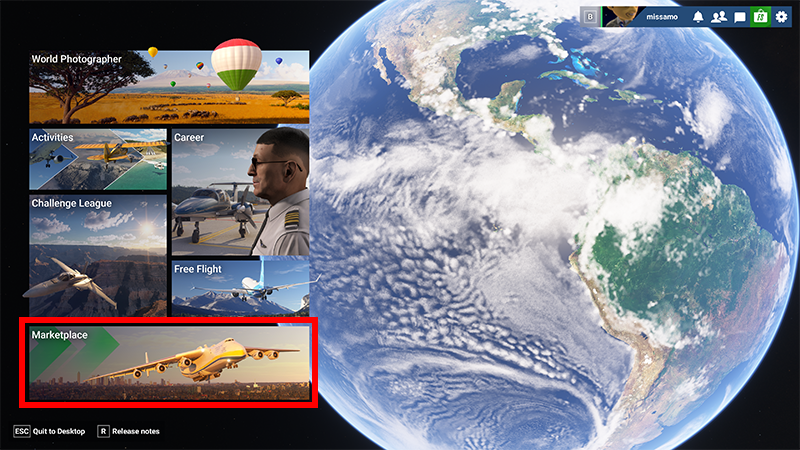 B
missamo
World Photographer
Activities
Career
Challenge League
Free Flight
Marketplace
ESC Quit to Desktop
R Release notes